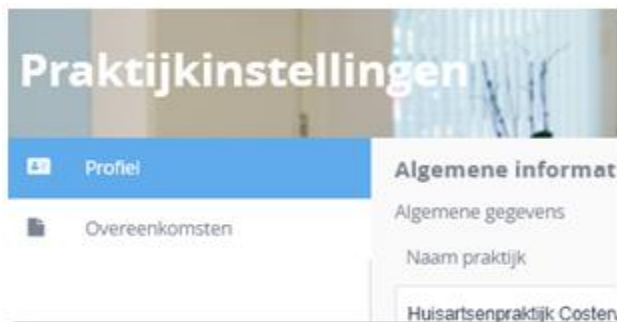 Praktijkinstellingen
Profiel
Overeenkomsten
Algemene informat
Algemene gegevens
Naam praktijk
Huisartsenpraktijk Costen